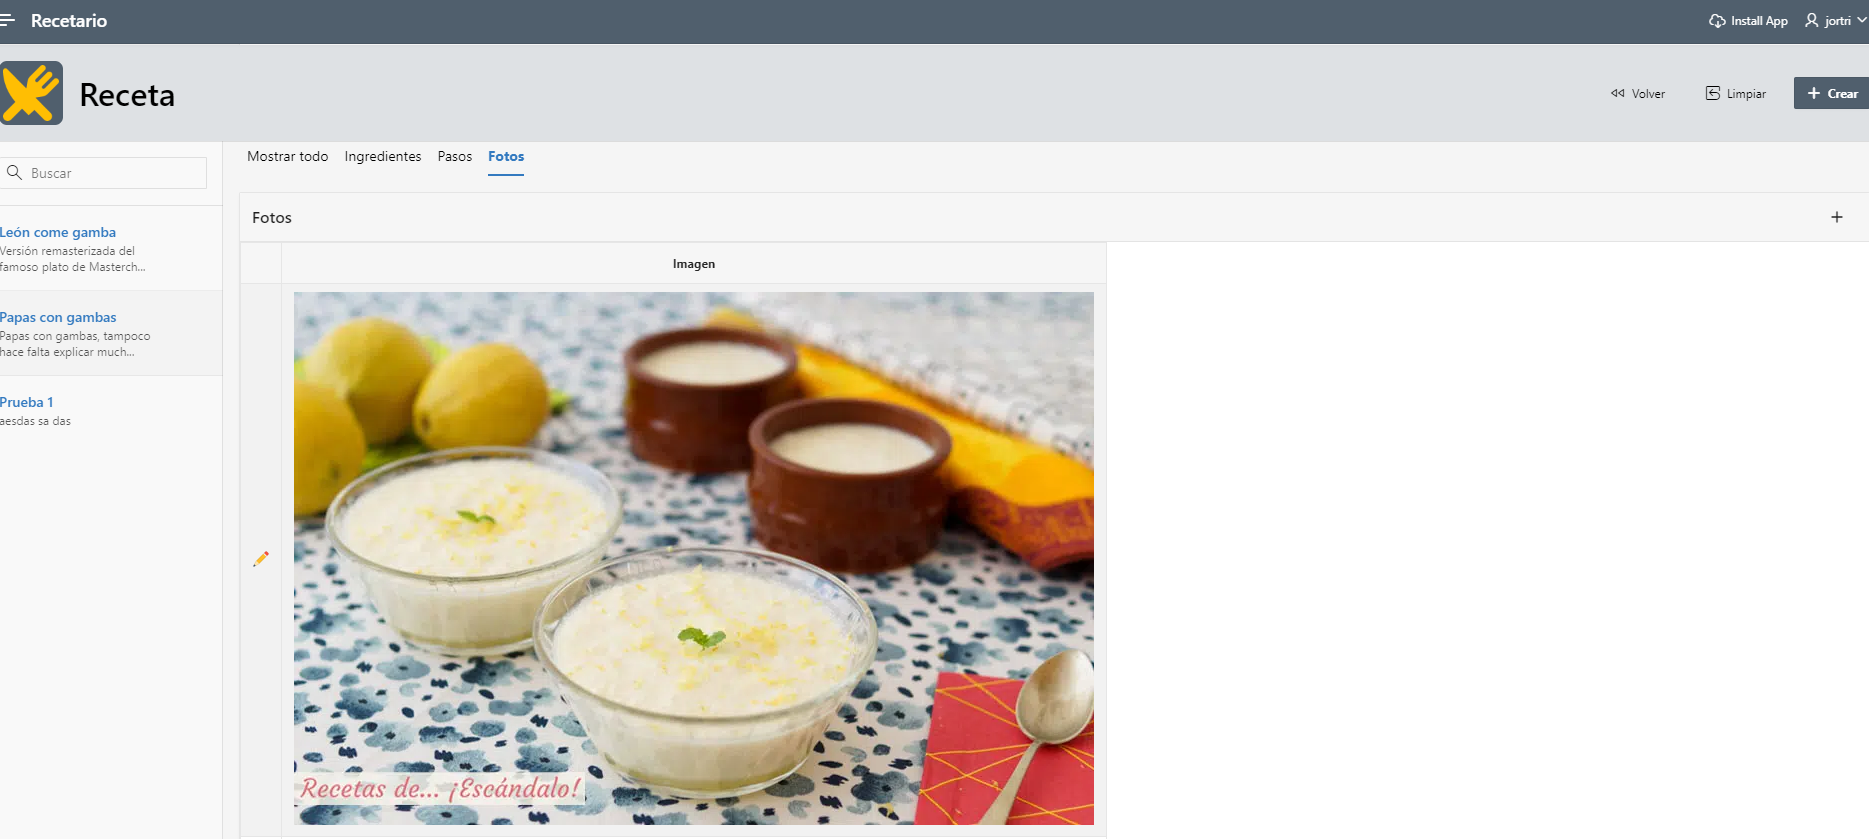 Recetario
Install App
jortri
Receta
Volver
Limpiar
Crear
Buscar
León come gamba
Versión remasterizada del
famoso plato de Masterch...
Papas con gambas
Papas con gambas, tampoco
hace falta explicar much...
Prueba 1
aesdas sa das
Mostrar todo
Ingredientes
Pasos
Fotos
Fotos
Imagen
Recetas de... ¡Escándalo!